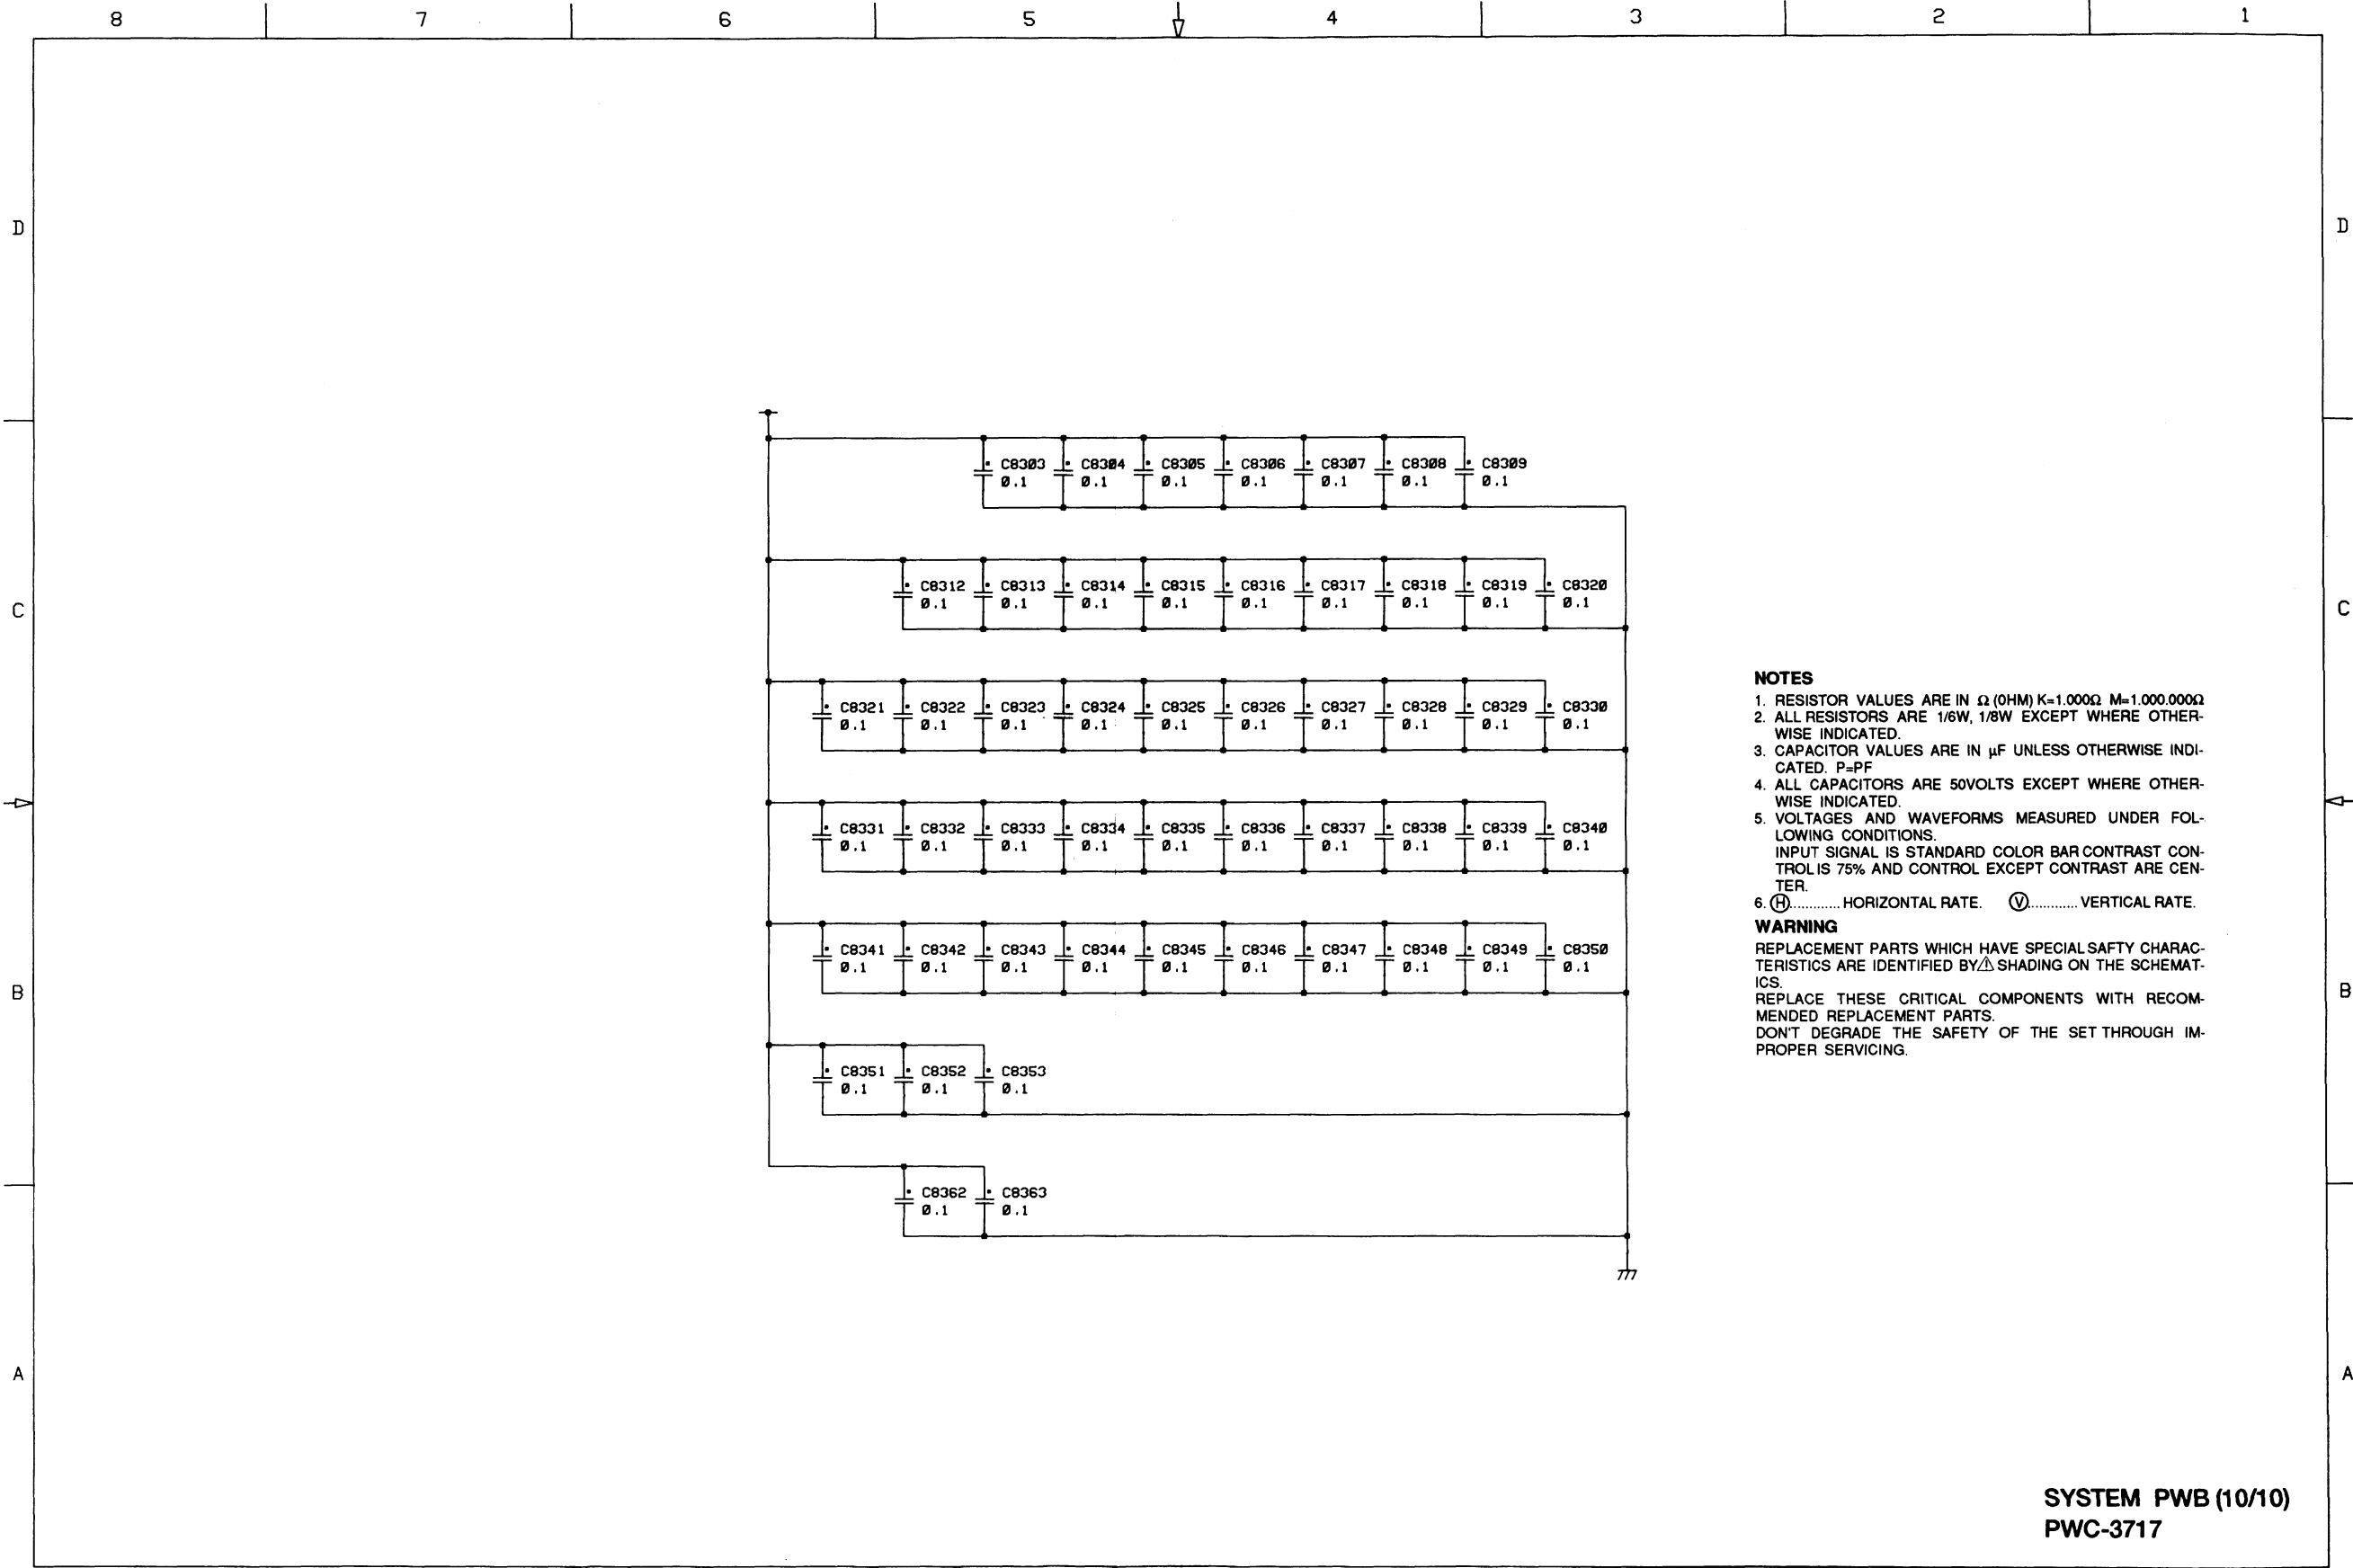 8 7 6 5 4 3 2 1
D D
C8303 C8304 C8305 C8306 C8307 C8308 C8309
0.1 0.1 0.1 0.1 0.1 0.1 0.1
C8312 C8313 C8314 C8315 C8316 C8317 C8318 C8319 C8320
0.1 0.1 0.1 0.1 0.1 0.1 0.1 0.1 0.1
C C
C8321 C8322 C8323 C8324 C8325 C8326 C8327 C8328 C8329 C8330
0.1 0.1 0.1 0.1 0.1 0.1 0.1 0.1 0.1 0.1
C8331 C8332 C8333 C8334 C8335 C8336 C8337 C8338 C8339 C8340
0.1 0.1 0.1 0.1 0.1 0.1 0.1 0.1 0.1 0.1
C8341 C8342 C8343 C8344 C8345 C8346 C8347 C8348 C8349 C8350
0.1 0.1 0.1 0.1 0.1 0.1 0.1 0.1 0.1 0.1
B B
C8351 C8352 C8353
0.1 0.1 0.1
C8362 C8363
0.1 0.1
A A
NOTES
1. RESISTOR VALUES ARE IN Ω (0HM) K=1.000Ω M=1.000.000Ω
2. ALL RESISTORS ARE 1/6W, 1/8W EXCEPT WHERE OTHER-
WISE INDICATED.
3. CAPACITOR VALUES ARE IN µF UNLESS OTHERWISE INDI-
CATED. P=PF
4. ALL CAPACITORS ARE 50VOLTS EXCEPT WHERE OTHER-
WISE INDICATED.
5. VOLTAGES AND WAVEFORMS MEASURED UNDER FOL-
LOWING CONDITIONS.
INPUT SIGNAL IS STANDARD COLOR BAR CONTRAST CON-
TROL IS 75% AND CONTROL EXCEPT CONTRAST ARE CEN-
TER.
6. Ⓗ............ HORIZONTAL RATE. Ⓥ............ VERTICAL RATE.
WARNING
REPLACEMENT PARTS WHICH HAVE SPECIAL SAFTY CHARAC-
TERISTICS ARE IDENTIFIED BY⚠ SHADING ON THE SCHEMAT-
ICS.
REPLACE THESE CRITICAL COMPONENTS WITH RECOM-
MENDED REPLACEMENT PARTS.
DON'T DEGRADE THE SAFETY OF THE SET THROUGH IM-
PROPER SERVICING.
SYSTEM PWB (10/10)
PWC-3717